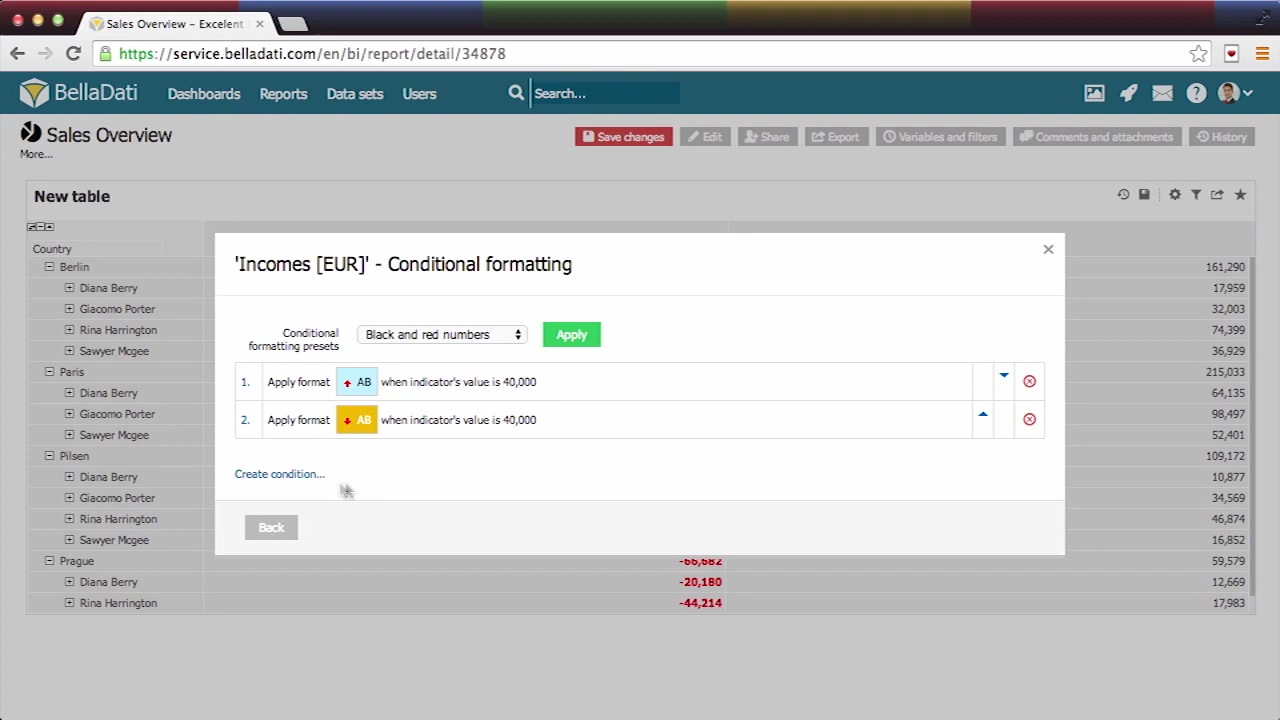 Sales Overview – Excelent
https://service.belladati.com/en/bi/report/detail/34878
BellaDati Dashboards Reports Data sets Users Search...
Sales Overview Save changes Edit Share Export Variables and filters Comments and attachments History
More...
New table
Country
'Incomes [EUR]' - Conditional formatting
Berlin 161,290
Diana Berry 17,959
Giacomo Porter 32,003
Rina Harrington 74,399
Sawyer Mcgee 36,929
Paris 215,033
Diana Berry 64,135
Giacomo Porter 98,497
Sawyer Mcgee 52,401
Pilsen 109,172
Diana Berry 10,877
Giacomo Porter 34,569
Rina Harrington 46,874
Sawyer Mcgee 16,852
Prague -66,682 59,579
Diana Berry -20,180 12,669
Rina Harrington -44,214 17,983
Conditional
formatting presets Black and red numbers Apply
1. Apply format AB when indicator's value is 40,000
2. Apply format AB when indicator's value is 40,000
Create condition...
Back